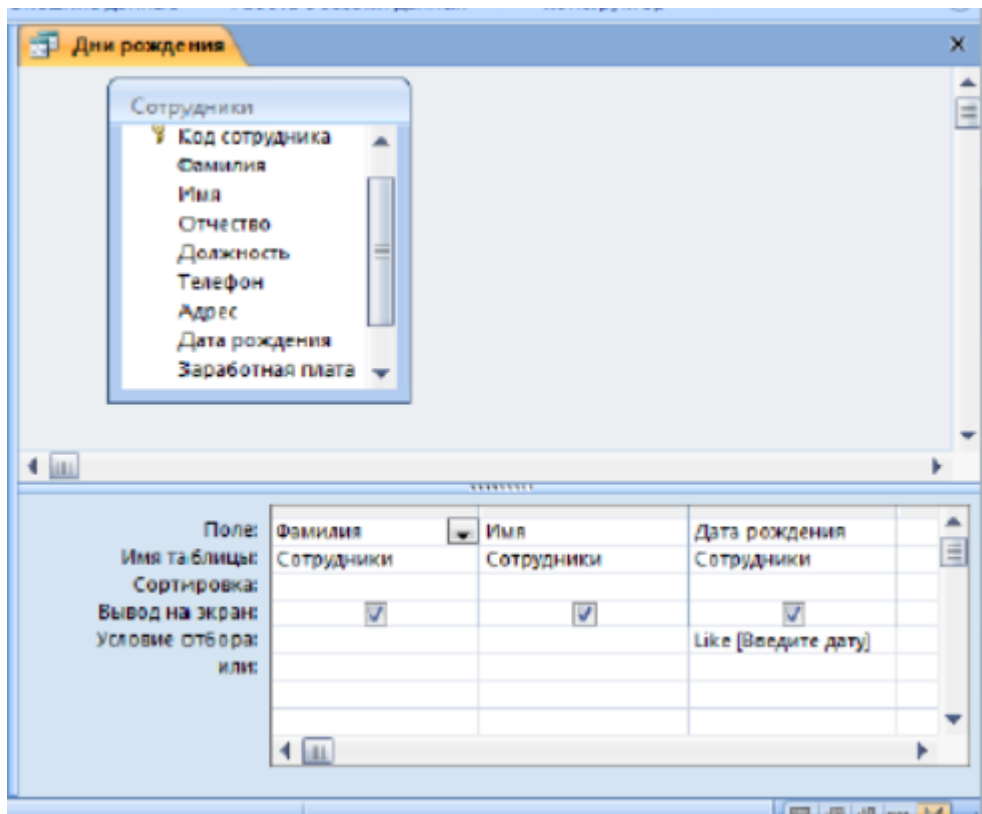 Дни рождения
Сотрудники
Код сотрудника
Фамилия
Имя
Отчество
Должность
Телефон
Адрес
Дата рождения
Заработная плата
Поле: Фамилия Имя Дата рождения
Имя таблицы: Сотрудники Сотрудники Сотрудники
Сортировка:
Вывод на экран:
Условие отбора: Like [Введите дату]
или: